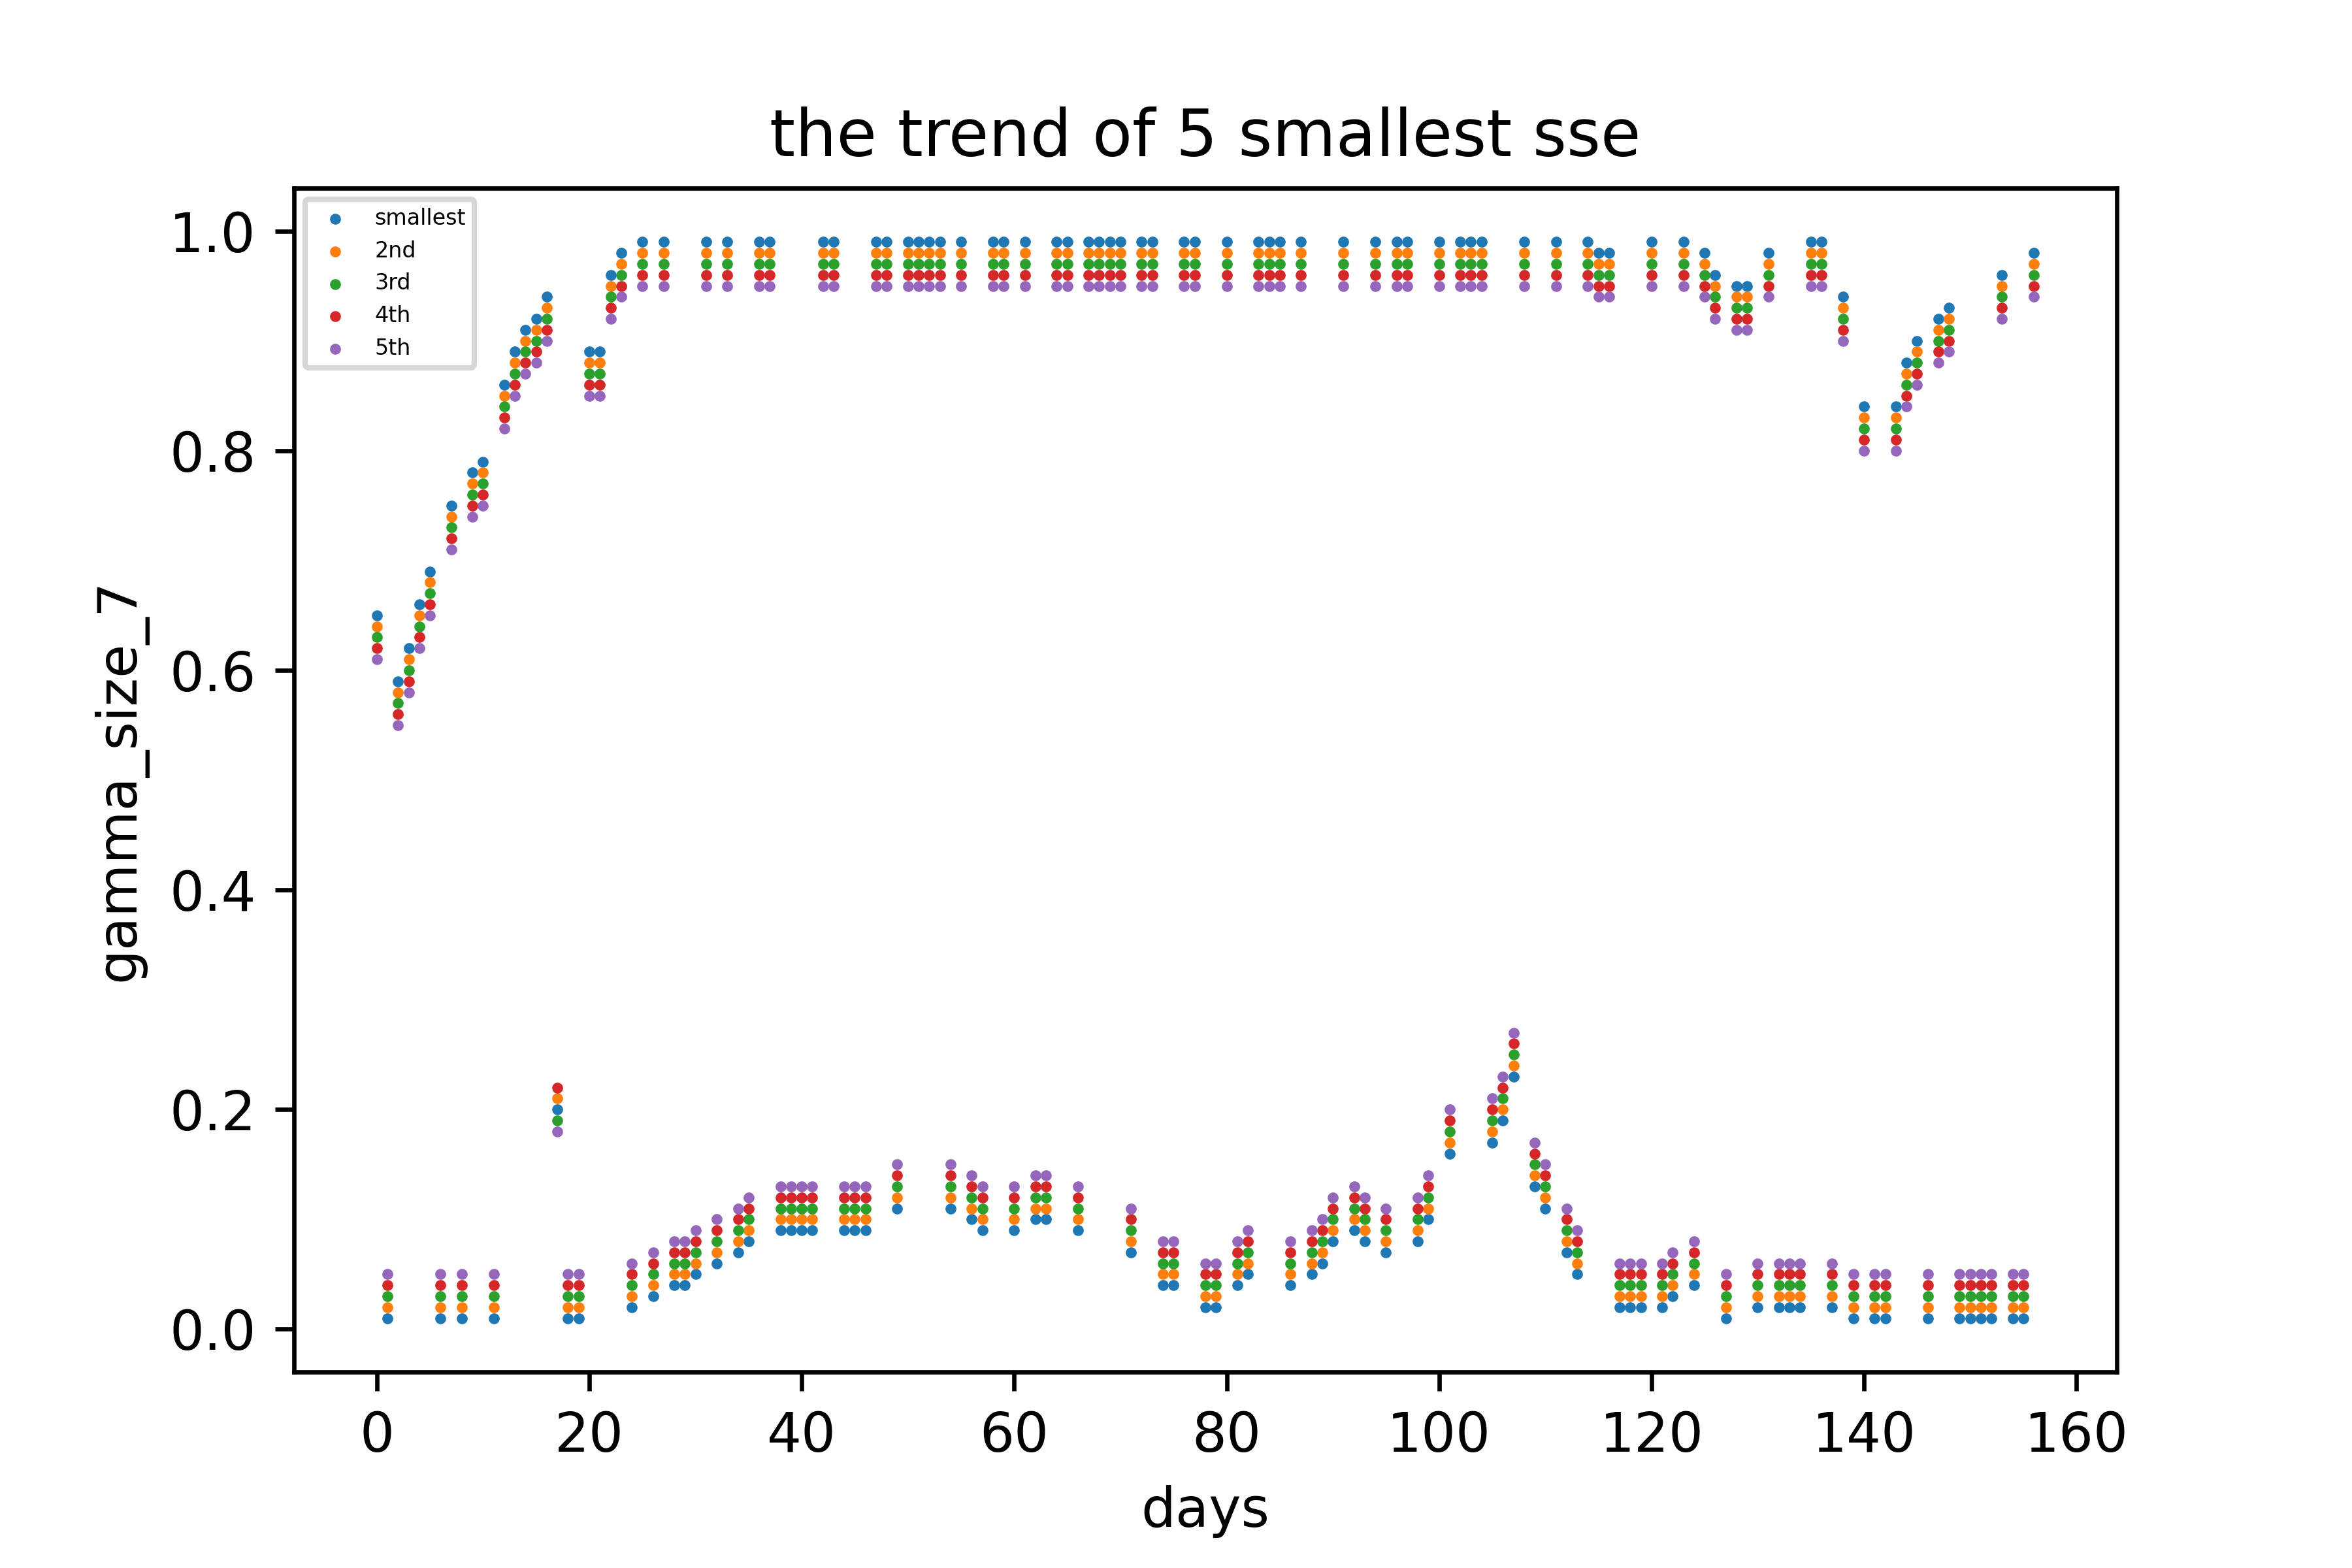 the trend of 5 smallest sse
smallest
2nd
3rd
4th
5th
1.0
0.8
0.6
0.4
0.2
0.0
gamma_size_7
0 20 40 60 80 100 120 140 160
days